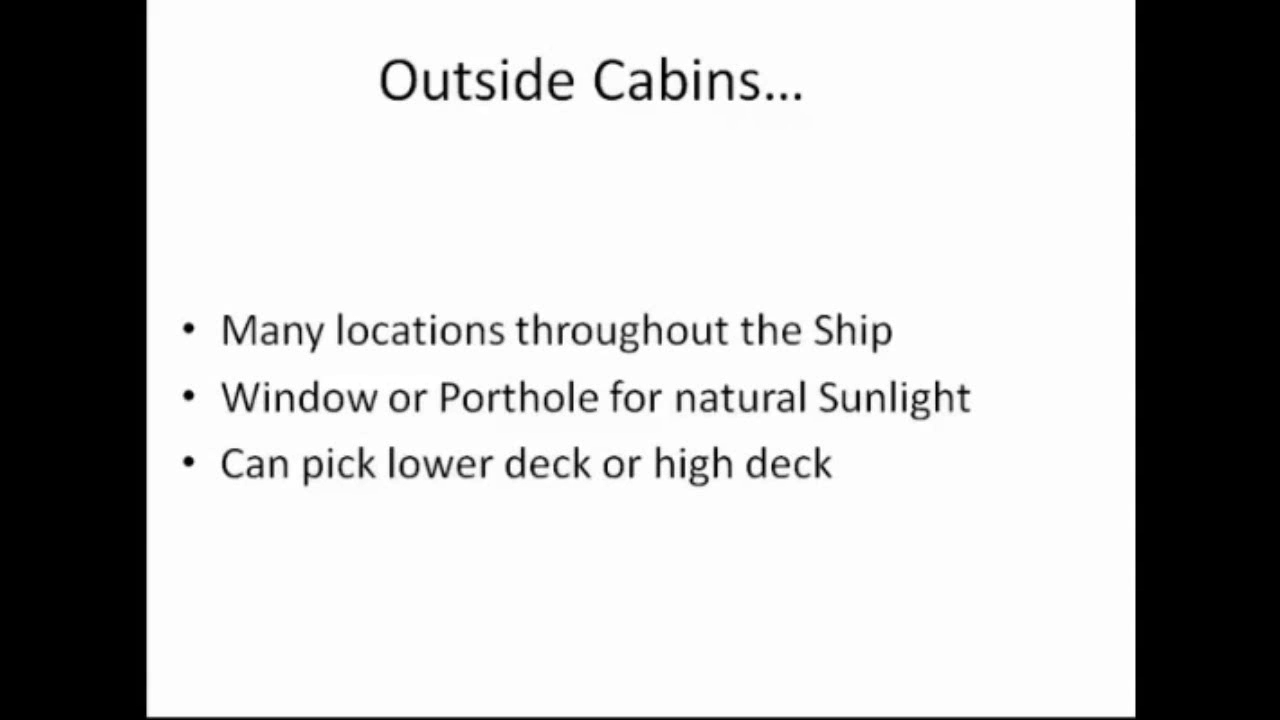 Outside Cabins...
• Many locations throughout the Ship
• Window or Porthole for natural Sunlight
• Can pick lower deck or high deck